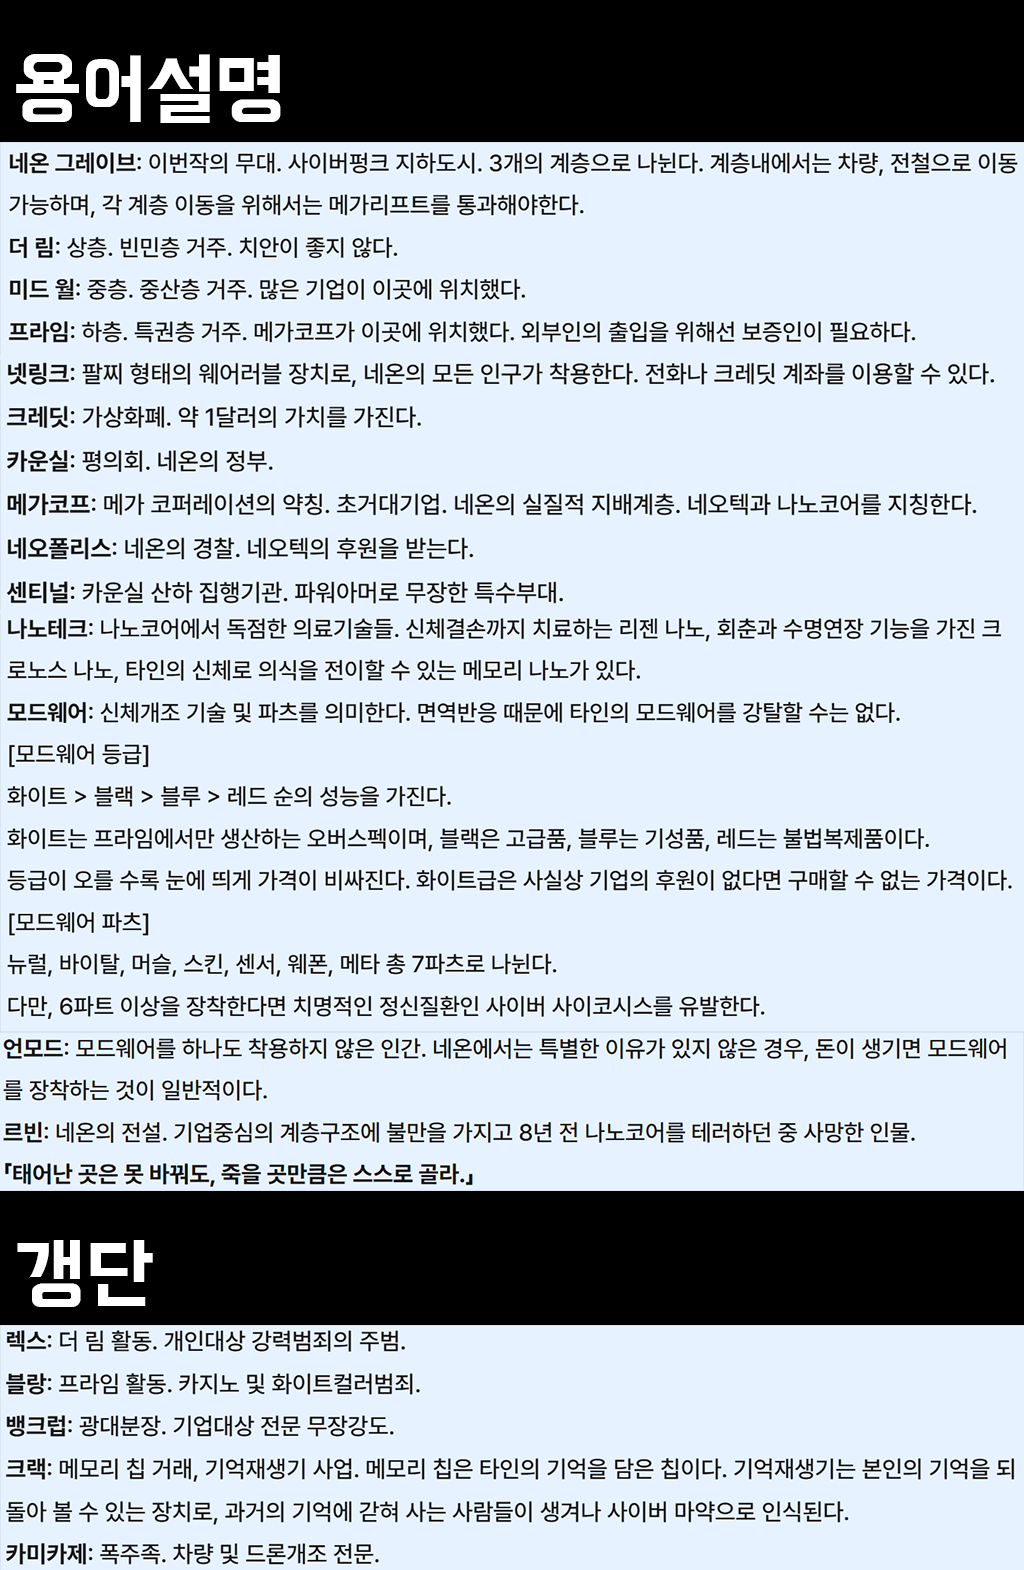 용어설명
네온 그레이브: 이번작의 무대. 사이버펑크 지하도시. 3개의 계층으로 나뉜다. 계층내에서는 차량, 전철으로 이동
가능하며, 각 계층 이동을 위해서는 메가리프트를 통과해야한다.
더 림: 상층. 빈민층 거주. 치안이 좋지 않다.
미드 월: 중층. 중산층 거주. 많은 기업이 이곳에 위치했다.
프라임: 하층. 특권층 거주. 메가코프가 이곳에 위치했다. 외부인의 출입을 위해선 보증인이 필요하다.
넷링크: 팔찌 형태의 웨어러블 장치로, 네온의 모든 인구가 착용한다. 전화나 크레딧 계좌를 이용할 수 있다.
크레딧: 가상화폐. 약 1달러의 가치를 가진다.
카운실: 평의회. 네온의 정부.
메가코프: 메가 코퍼레이션의 약칭. 초거대기업. 네온의 실질적 지배계층. 네오텍과 나노코어를 지칭한다.
네오폴리스: 네온의 경찰. 네오텍의 후원을 받는다.
센티널: 카운실 산하 집행기관. 파워아머로 무장한 특수부대.
나노테크: 나노코어에서 독점한 의료기술들. 신체결손까지 치료하는 리젠 나노, 회춘과 수명연장 기능을 가진 크
로노스 나노, 타인의 신체로 의식을 전이할 수 있는 메모리 나노가 있다.
모드웨어: 신체개조 기술 및 파츠를 의미한다. 면역반응 때문에 타인의 모드웨어를 강탈할 수는 없다.
[모드웨어 등급]
화이트 > 블랙 > 블루 > 레드 순의 성능을 가진다.
화이트는 프라임에서만 생산하는 오버스펙이며, 블랙은 고급품, 블루는 기성품, 레드는 불법복제품이다.
등급이 오를 수록 눈에 띄게 가격이 비싸진다. 화이트급은 사실상 기업의 후원이 없다면 구매할 수 없는 가격이다.
[모드웨어 파츠]
뉴럴, 바이탈, 머슬, 스킨, 센서, 웨폰, 메타 총 7파츠로 나뉜다.
다만, 6파트 이상을 장착한다면 치명적인 정신질환인 사이버 사이코시스를 유발한다.
언모드: 모드웨어를 하나도 착용하지 않은 인간. 네온에서는 특별한 이유가 있지 않은 경우, 돈이 생기면 모드웨어
를 장착하는 것이 일반적이다.
르빈: 네온의 전설. 기업중심의 계층구조에 불만을 가지고 8년 전 나노코어를 테러하던 중 사망한 인물.
「태어난 곳은 못 바꿔도, 죽을 곳만큼은 스스로 골라.」
갱단
렉스: 더 림 활동. 개인대상 강력범죄의 주범.
블랑: 프라임 활동. 카지노 및 화이트컬러범죄.
뱅크럽: 광대분장. 기업대상 전문 무장강도.
크랙: 메모리 칩 거래, 기억재생기 사업. 메모리 칩은 타인의 기억을 담은 칩이다. 기억재생기는 본인의 기억을 되
돌아 볼 수 있는 장치로, 과거의 기억에 갇혀 사는 사람들이 생겨나 사이버 마약으로 인식된다.
카미카제: 폭주족. 차량 및 드론개조 전문.